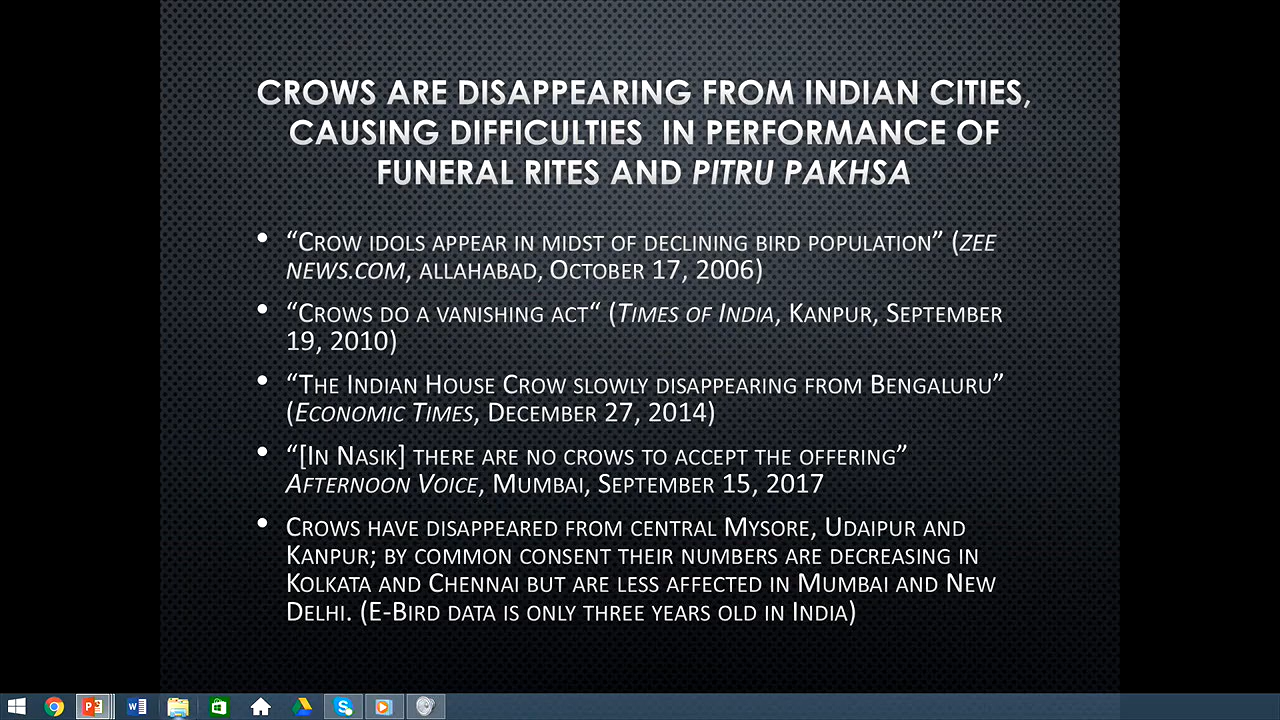 CROWS ARE DISAPPEARING FROM INDIAN CITIES,
CAUSING DIFFICULTIES IN PERFORMANCE OF
FUNERAL RITES AND PITRU PAKHSA
• “CROW IDOLS APPEAR IN MIDST OF DECLINING BIRD POPULATION” (ZEE
NEWS.COM, ALLAHABAD, OCTOBER 17, 2006)
• “CROWS DO A VANISHING ACT“ (TIMES OF INDIA, KANPUR, SEPTEMBER
19, 2010)
• “THE INDIAN HOUSE CROW SLOWLY DISAPPEARING FROM BENGALURU”
(ECONOMIC TIMES, DECEMBER 27, 2014)
• “[IN NASIK] THERE ARE NO CROWS TO ACCEPT THE OFFERING”
AFTERNOON VOICE, MUMBAI, SEPTEMBER 15, 2017
• CROWS HAVE DISAPPEARED FROM CENTRAL MYSORE, UDAIPUR AND
KANPUR; BY COMMON CONSENT THEIR NUMBERS ARE DECREASING IN
KOLKATA AND CHENNAI BUT ARE LESS AFFECTED IN MUMBAI AND NEW
DELHI. (E-BIRD DATA IS ONLY THREE YEARS OLD IN INDIA)